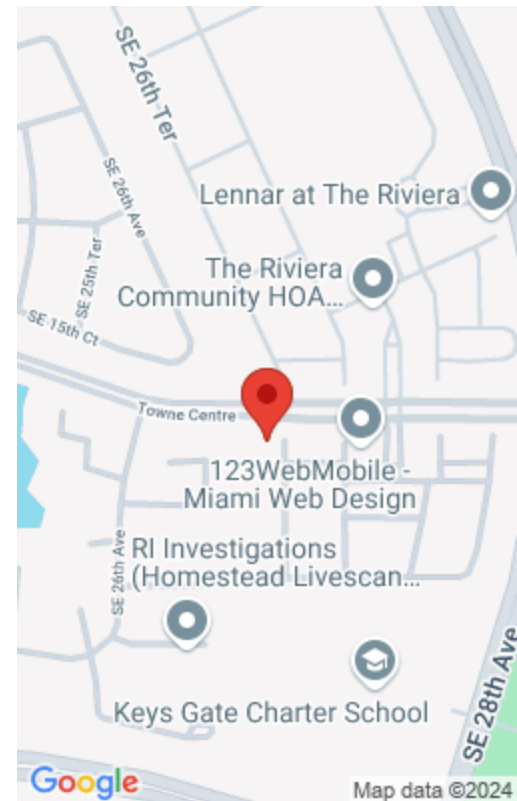 SE 26th Ter
SE 26th Ave
Lennar at The Riviera
SE 25th Ter
The Riviera
Community HOA...
SE 15th Ct
Towne Centre
123WebMobile -
Miami Web Design
SE 26th Ave
RI Investigations
(Homestead Livescan...
Keys Gate Charter School
SE 28th Ave
Google
Map data ©2024